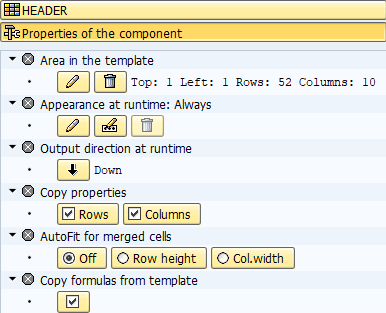 HEADER
Properties of the component
Area in the template
Top: 1 Left: 1 Rows: 52 Columns: 10
Appearance at runtime: Always
Output direction at runtime
Down
Copy properties
Rows Columns
AutoFit for merged cells
Off Row height Col.width
Copy formulas from template